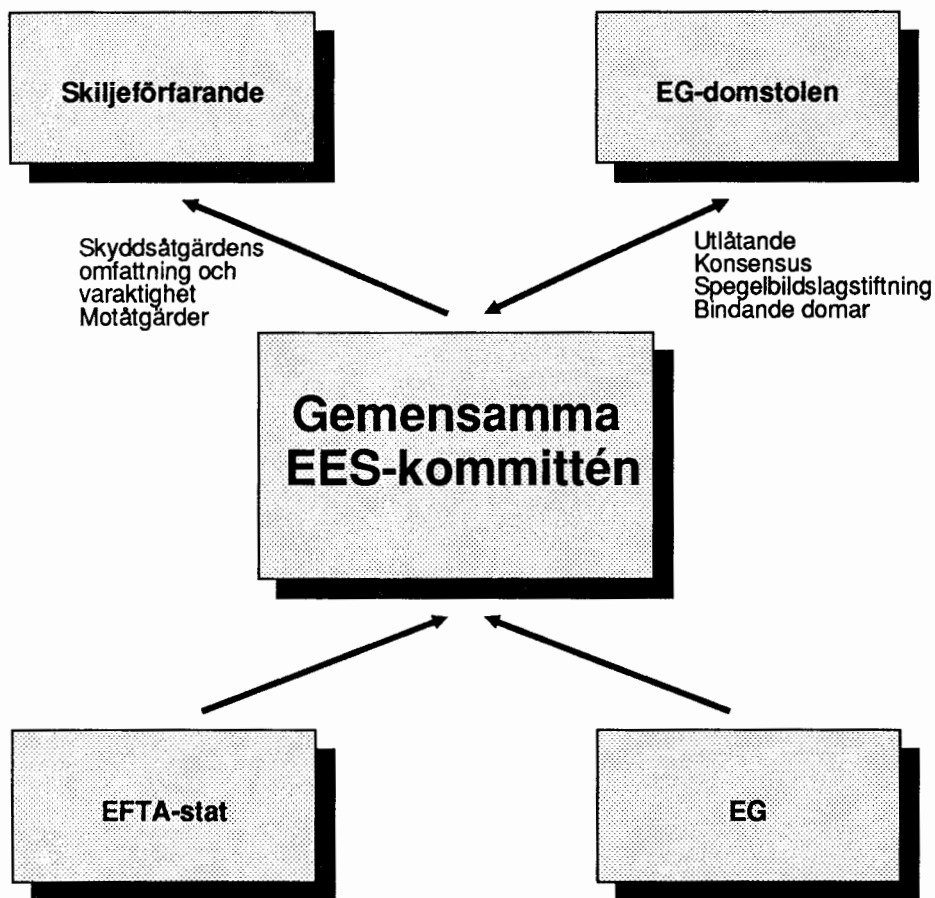 Skiljeförfarande
EG-domstolen
Skyddsåtgärdens
omfattning och
varaktighet
Motåtgärder
Utlåtande
Konsensus
Spegelbildslagstiftning
Bindande domar
Gemensamma
EES-kommittén
EFTA-stat
EG